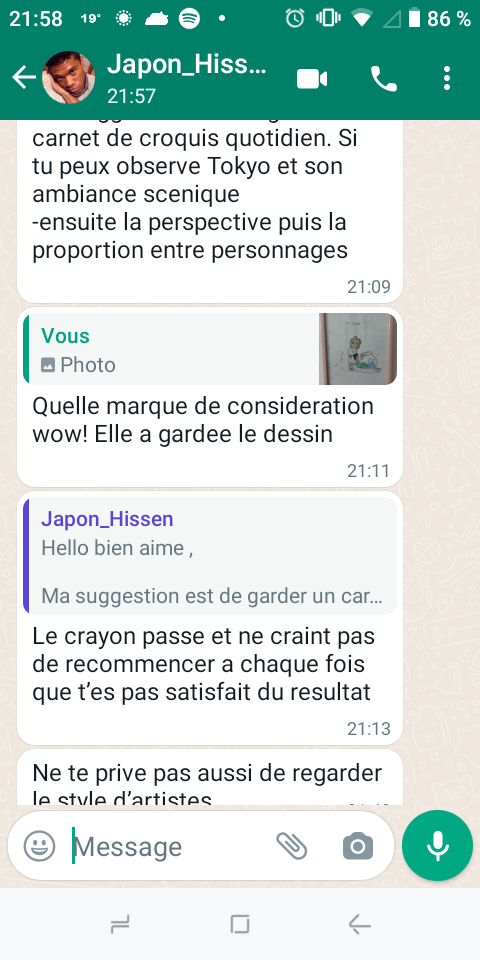 21:58 19° 86 %
Japon_Hiss...
21:57
carnet de croquis quotidien. Si
tu peux observe Tokyo et son
ambiance scenique
-ensuite la perspective puis la
proportion entre personnages
21:09
Vous
Photo
Quelle marque de consideration
wow! Elle a gardee le dessin
21:11
Japon_Hissen
Hello bien aime ,
Ma suggestion est de garder un car...
Le crayon passe et ne craint pas
de recommencer a chaque fois
que t’es pas satisfait du resultat
21:13
Ne te prive pas aussi de regarder
le style d’artistes
Message